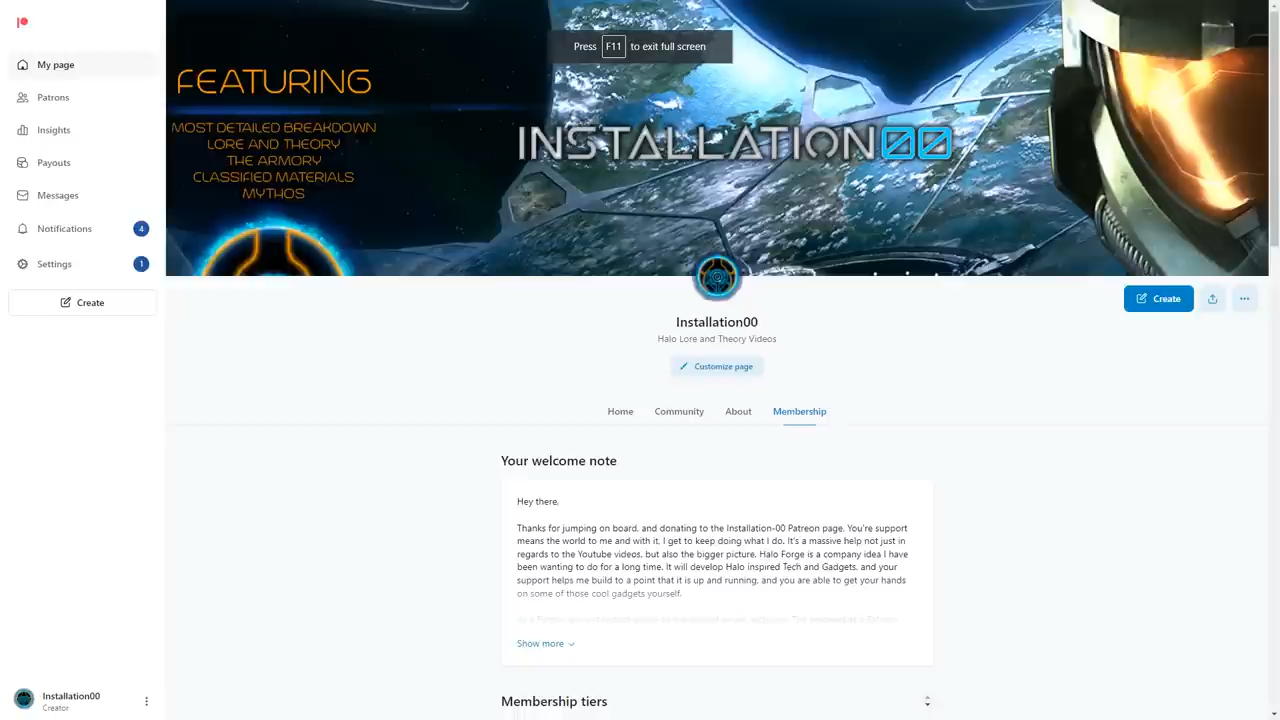 My page
Patrons
Insights
Payouts
Messages
Notifications
4
Settings
1
Create
Press F11 to exit full screen
FEATURING
MOST DETAILED BREAKDOWN
LORE AND THEORY
THE ARMORY
CLASSIFIED MATERIALS
MYTHOS
INSTALLATION00
Create
Installation00
Halo Lore and Theory Videos
Customize page
Home
Community
About
Membership
Your welcome note
Hey there,
Thanks for jumping on board, and donating to the Installation-00 Patreon page. You're support
means the world to me and with it, I get to keep doing what I do. It's a massive help not just in
regards to the Youtube videos, but also the bigger picture. Halo Forge is a company idea I have
been wanting to do for a long time. It will develop Halo inspired Tech and Gadgets, and your
support helps me build to a point that it is up and running, and you are able to get your hands
on some of those cool gadgets yourself.
Show more
Membership tiers
Installation00
Creator